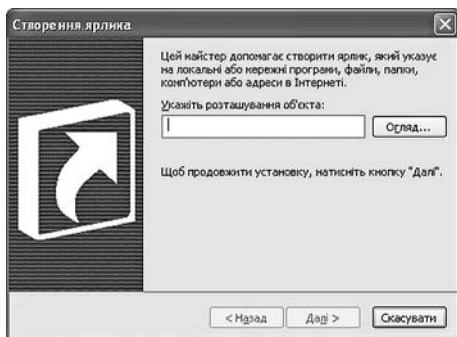 Створення ярлика
Цей майстер допомагає створити ярлик, який указує
на локальні або мережні програми, файли, папки,
комп'ютери або адреси в Інтернеті.
Укажіть розташування об'єкта:
Огляд...
Щоб продовжити установку, натисніть кнопку "Далі".
< Назад
Далі >
Скасувати